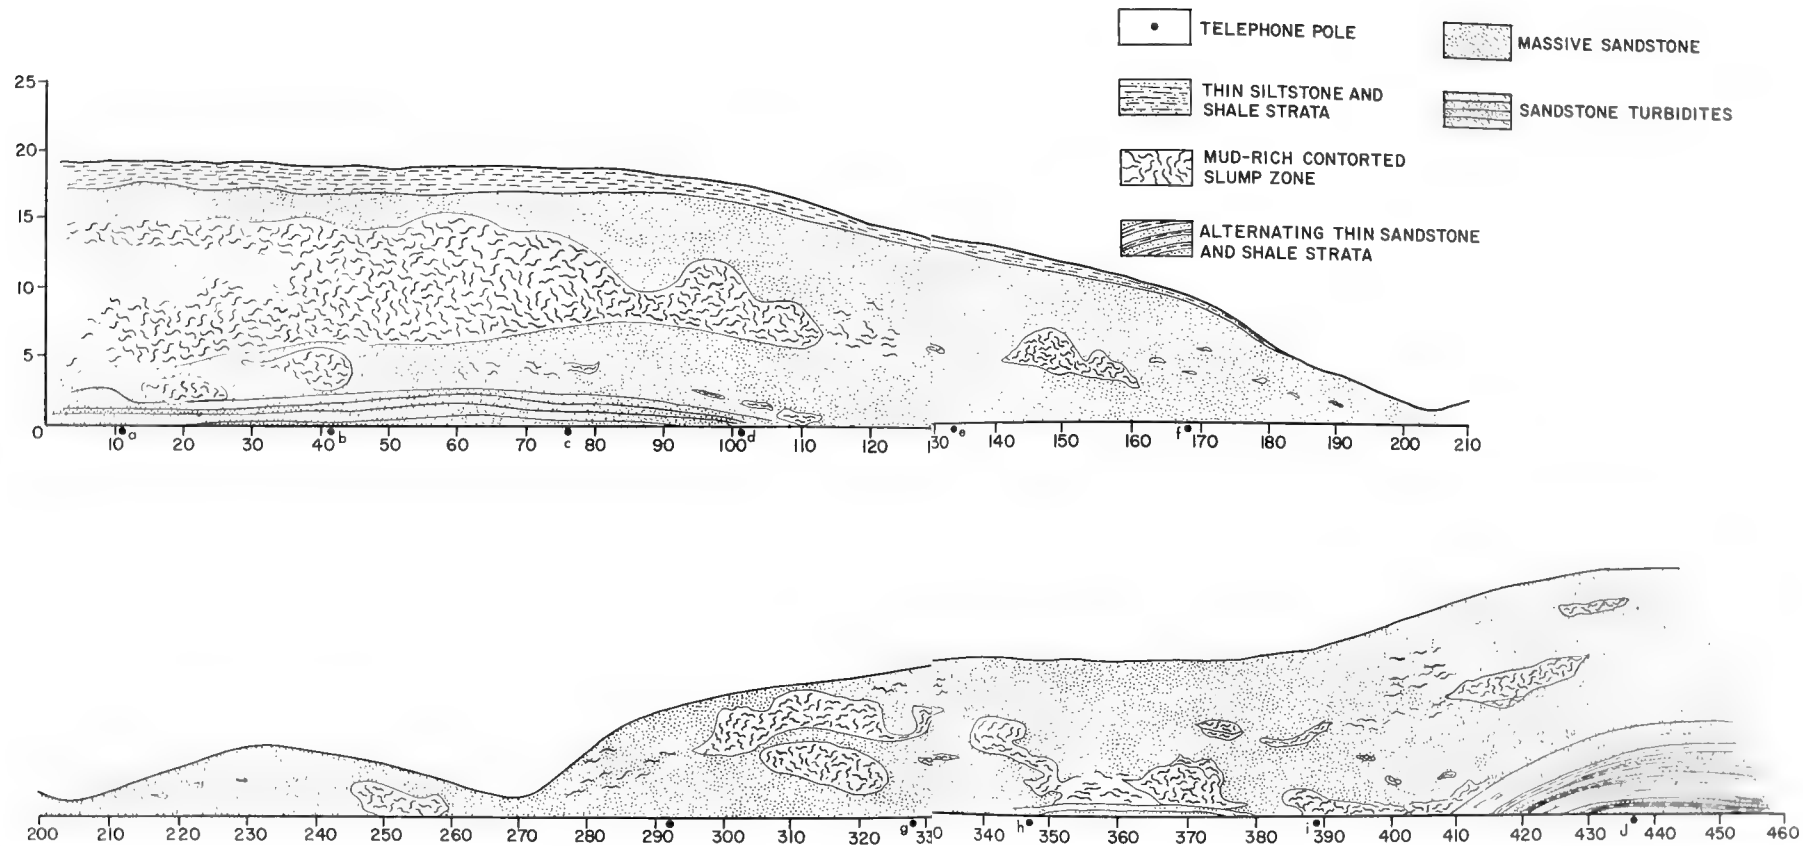 TELEPHONE POLE
MASSIVE SANDSTONE
THIN SILTSTONE AND
SHALE STRATA
SANDSTONE TURBIDITES
MUD-RICH CONTORTED
SLUMP ZONE
ALTERNATING THIN SANDSTONE
AND SHALE STRATA
25
20
15
10
5
0
10 a 20 30 b 50 60 70 c 80 90 100 d 110 120 130 e 140 150 160 f 170 180 190 200 210
200 210 220 230 240 250 260 270 280 290 300 310 320 g 330 340 h 350 360 370 380 i 390 400 410 420 430 J 440 450 460